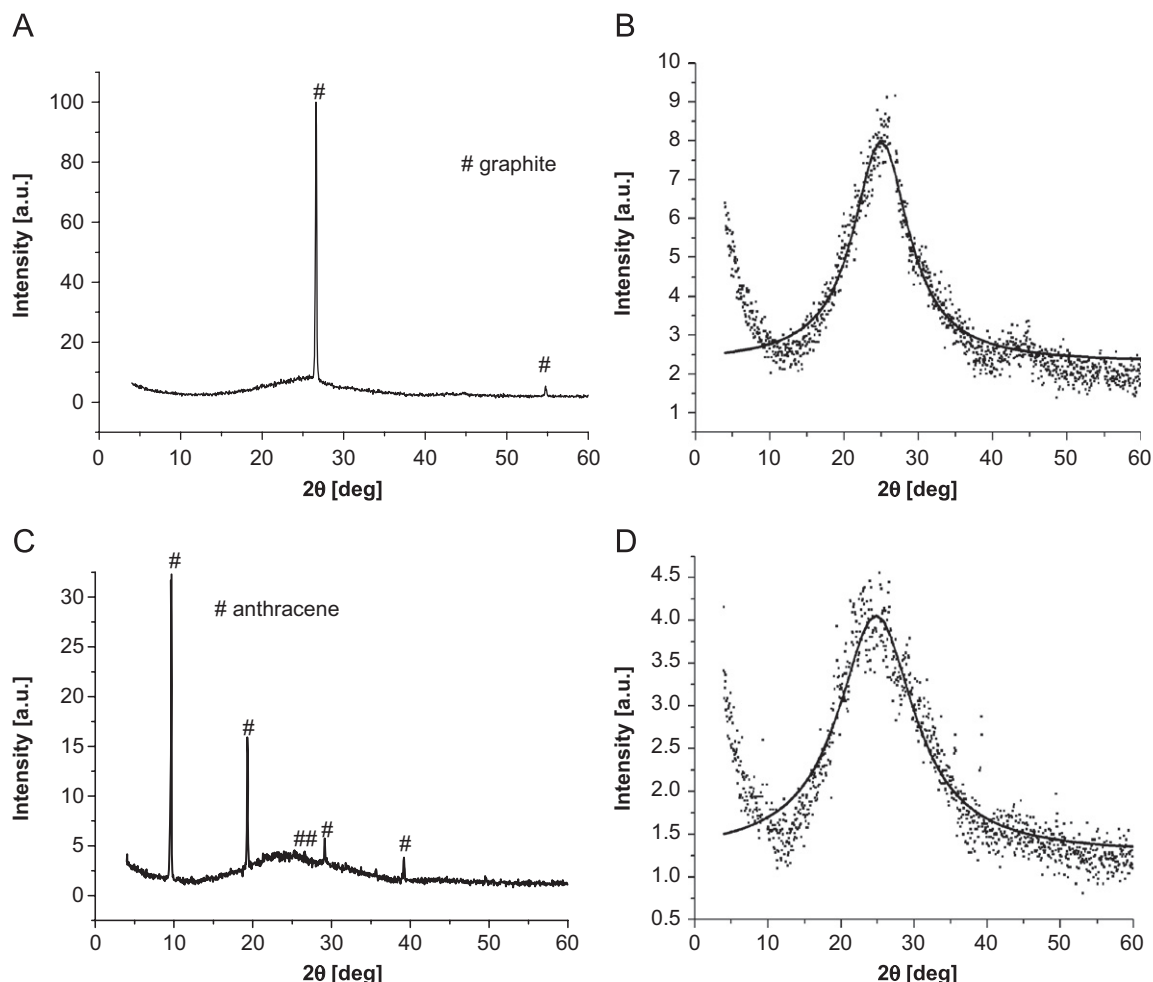 A
B
#
# graphite
#
100
80
60
40
20
0
Intensity [a.u.]
0 10 20 30 40 50 60
2θ [deg]
10
9
8
7
6
5
4
3
2
1
Intensity [a.u.]
0 10 20 30 40 50 60
2θ [deg]
C
D
#
# anthracene
#
##
#
#
30
25
20
15
10
5
0
Intensity [a.u.]
0 10 20 30 40 50 60
2θ [deg]
4.5
4.0
3.5
3.0
2.5
2.0
1.5
1.0
0.5
Intensity [a.u.]
0 10 20 30 40 50 60
2θ [deg]